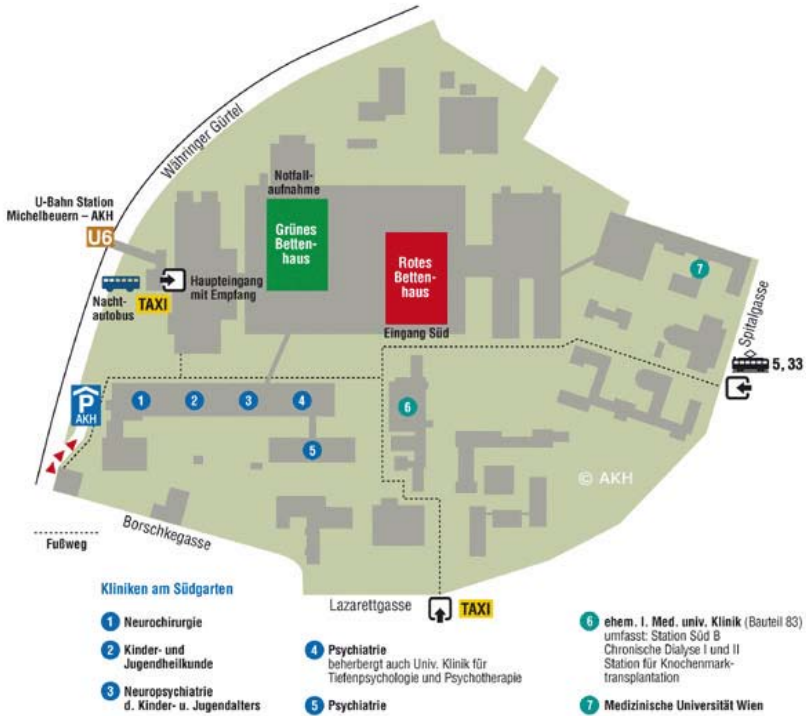 Währinger Gürtel
U-Bahn Station
Michelbeuern – AKH
U6
Notfall-
aufnahme
Grünes
Betten-
haus
Rotes
Betten-
haus
Eingang Süd
Haupteingang
mit Empfang
Nacht-
autobus
TAXI
7
Spitalgasse
5, 33
P
AKH
1
2
3
4
5
6
© AKH
Borschkegasse
Fußweg
Lazarettgasse
TAXI
Kliniken am Südgarten
1 Neurochirurgie
2 Kinder- und
Jugendheilkunde
3 Neuropsychiatrie
d. Kinder- u. Jugendalters
4 Psychiatrie
beherbergt auch Univ. Klinik für
Tiefenpsychologie und Psychotherapie
5 Psychiatrie
6 ehem. I. Med. univ. Klinik (Bauteil 83)
umfasst: Station Süd B
Chronische Dialyse I und II
Station für Knochenmark-
transplantation
7 Medizinische Universität Wien